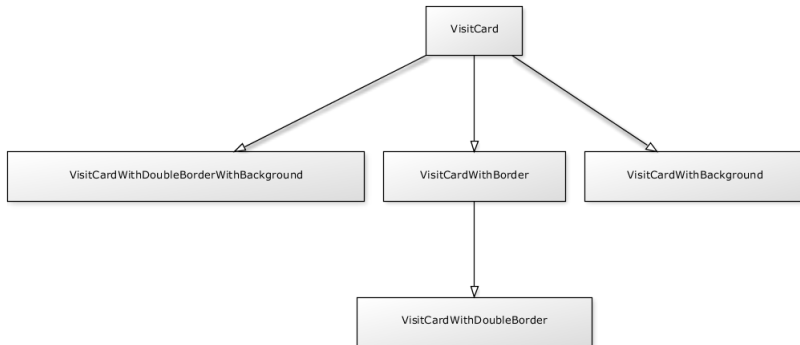 VisitCard
VisitCardWithDoubleBorderWithBackground
VisitCardWithBorder
VisitCardWithBackground
VisitCardWithDoubleBorder